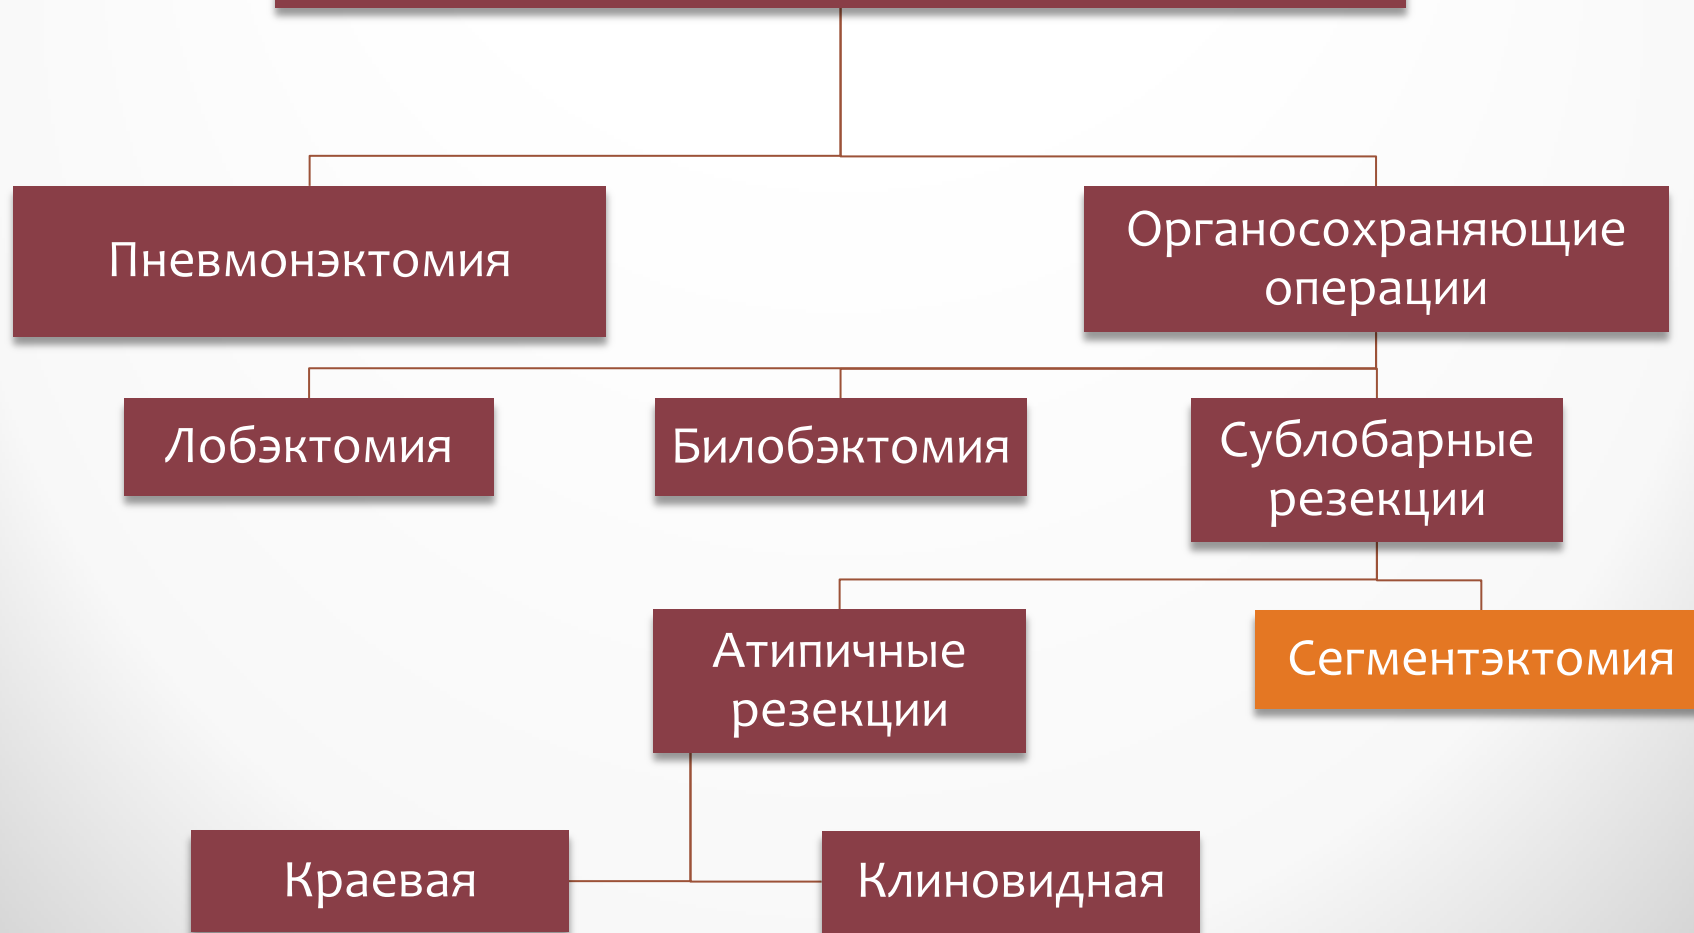 Пневмонэктомия
Органосохраняющие
операции
Лобэктомия
Билобэктомия
Сублобарные
резекции
Атипичные
резекции
Сегментэктомия
Краевая
Клиновидная